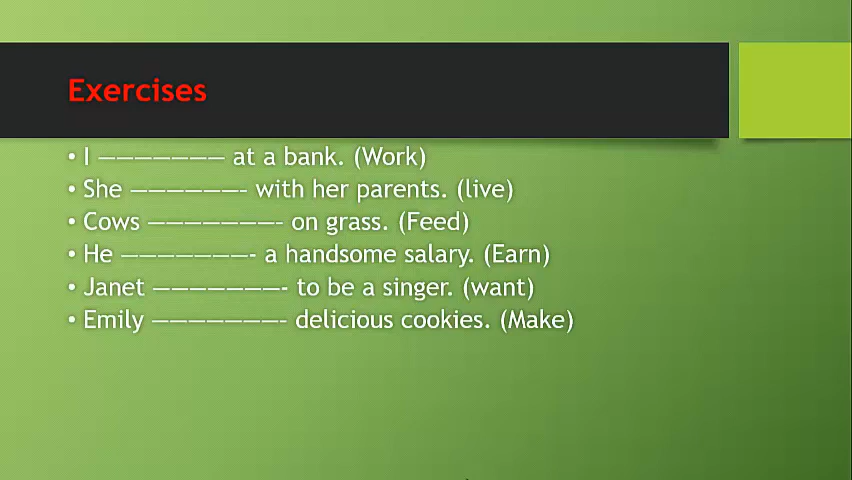 Exercises
• I ——————— at a bank. (Work)
• She ——————– with her parents. (live)
• Cows ———————– on grass. (Feed)
• He ———————- a handsome salary. (Earn)
• Janet ———————- to be a singer. (want)
• Emily ———————– delicious cookies. (Make)